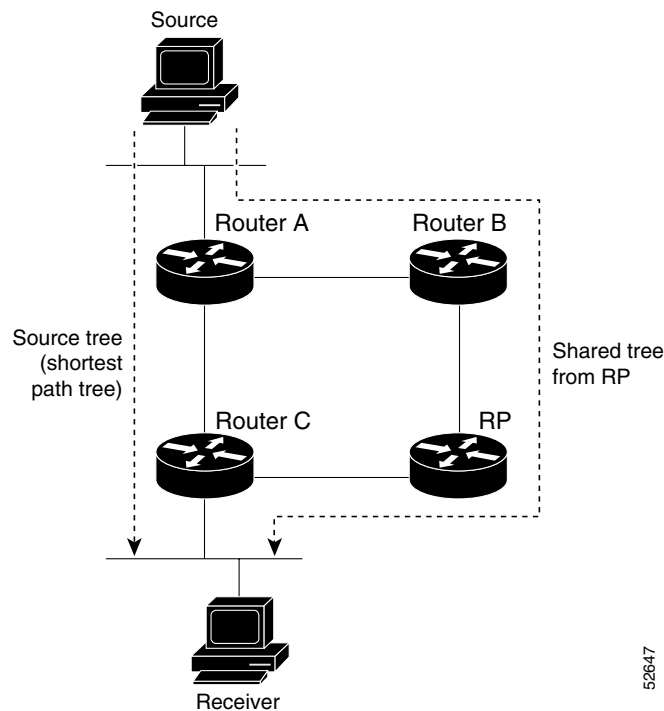 Source
Router A
Router B
Source tree
(shortest
path tree)
Shared tree
from RP
Router C
RP
Receiver
52647